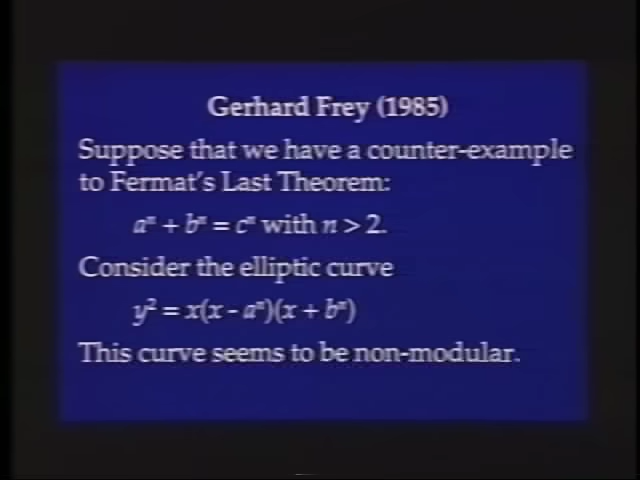 Gerhard Frey (1985)
Suppose that we have a counter-example
to Fermat's Last Theorem:
aⁿ + bⁿ = cⁿ with n > 2.
Consider the elliptic curve
y² = x(x - aⁿ)(x + bⁿ)
This curve seems to be non-modular.